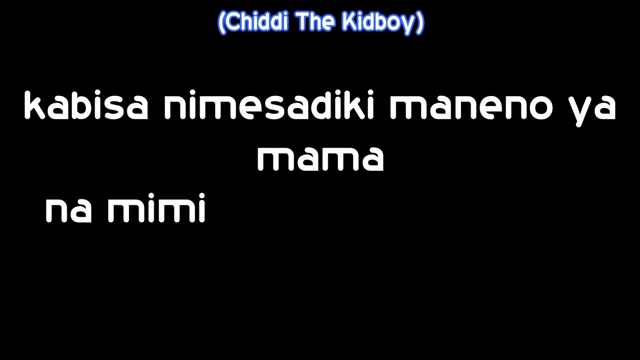 (Chiddi The Kidboy)
kabisa nimesadiki maneno ya
mama
na mimi